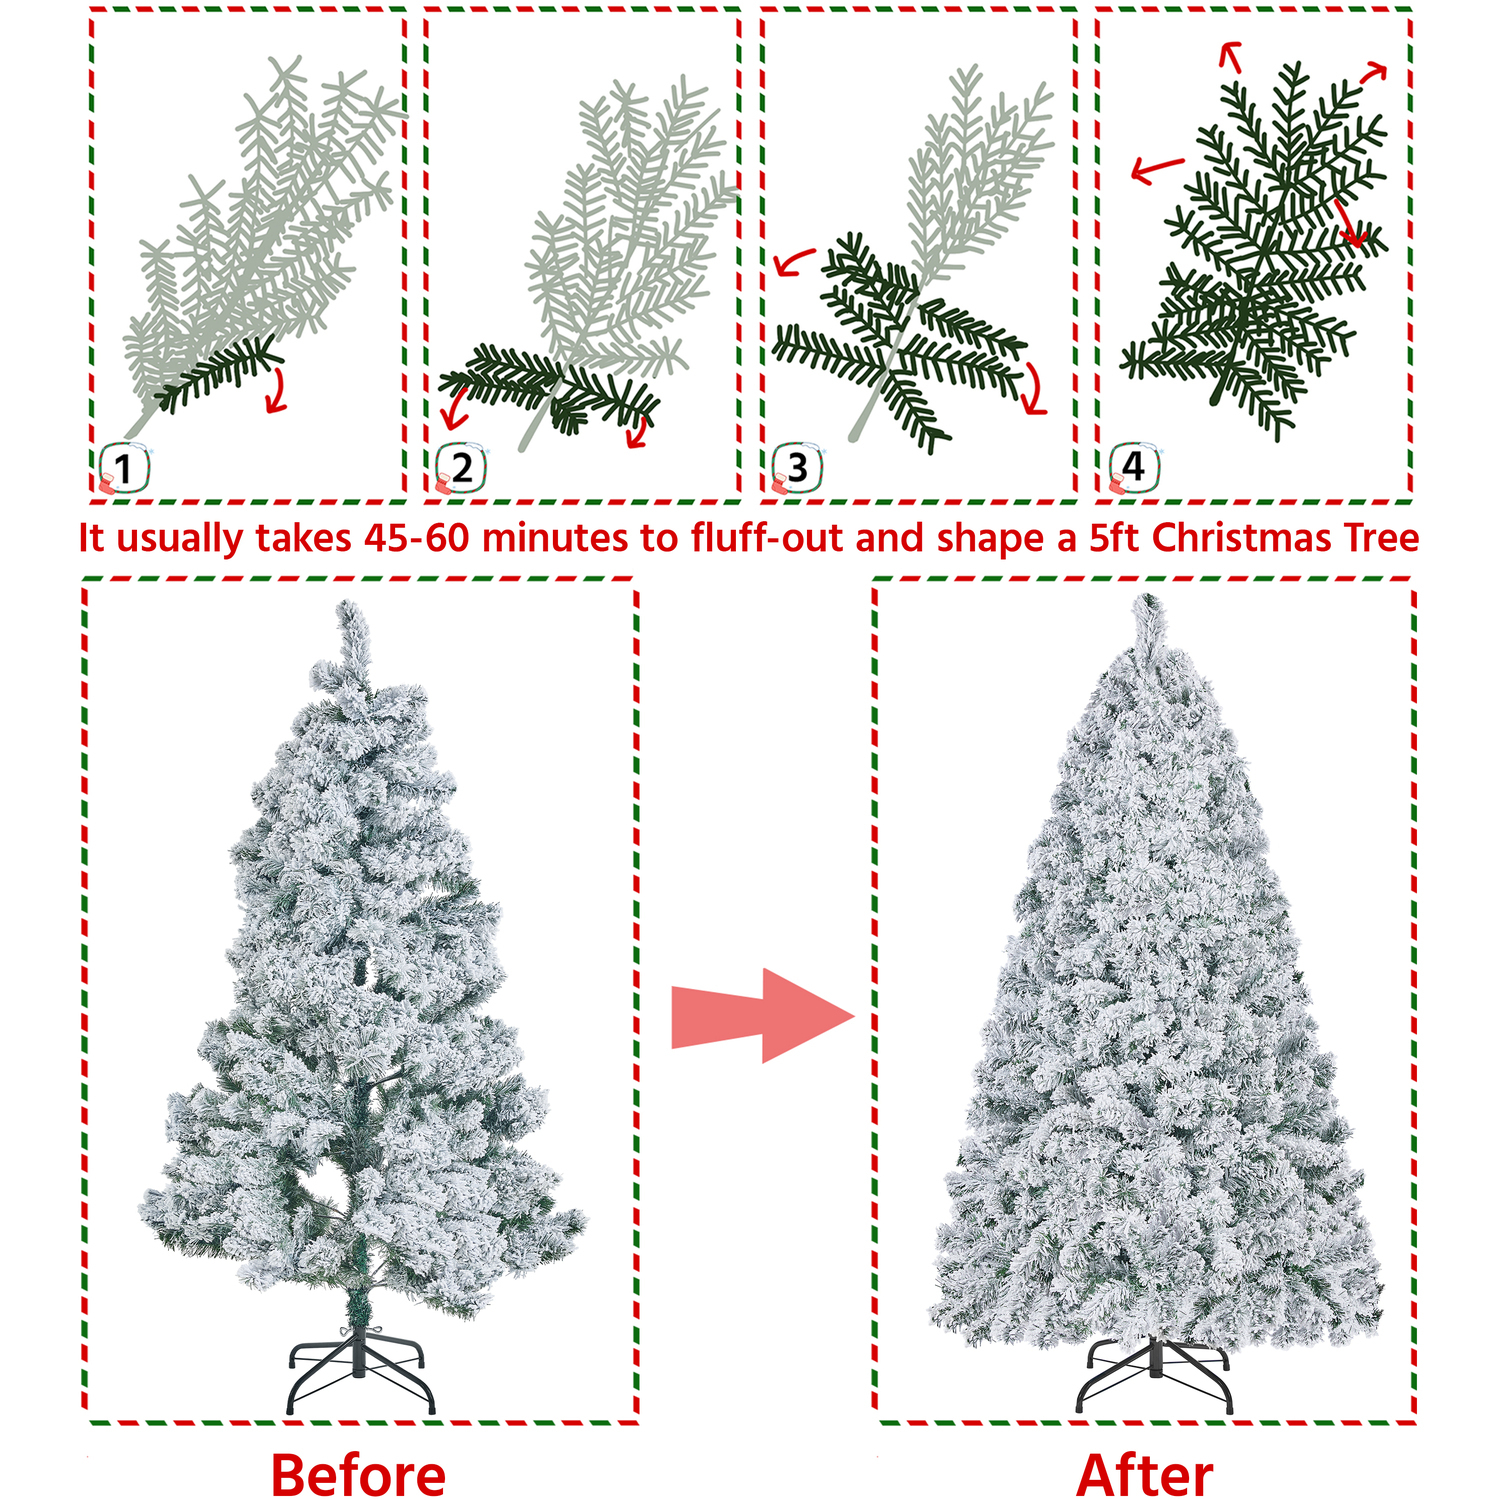 1
2
3
4
It usually takes 45-60 minutes to fluff-out and shape a 5ft Christmas Tree
Before
After